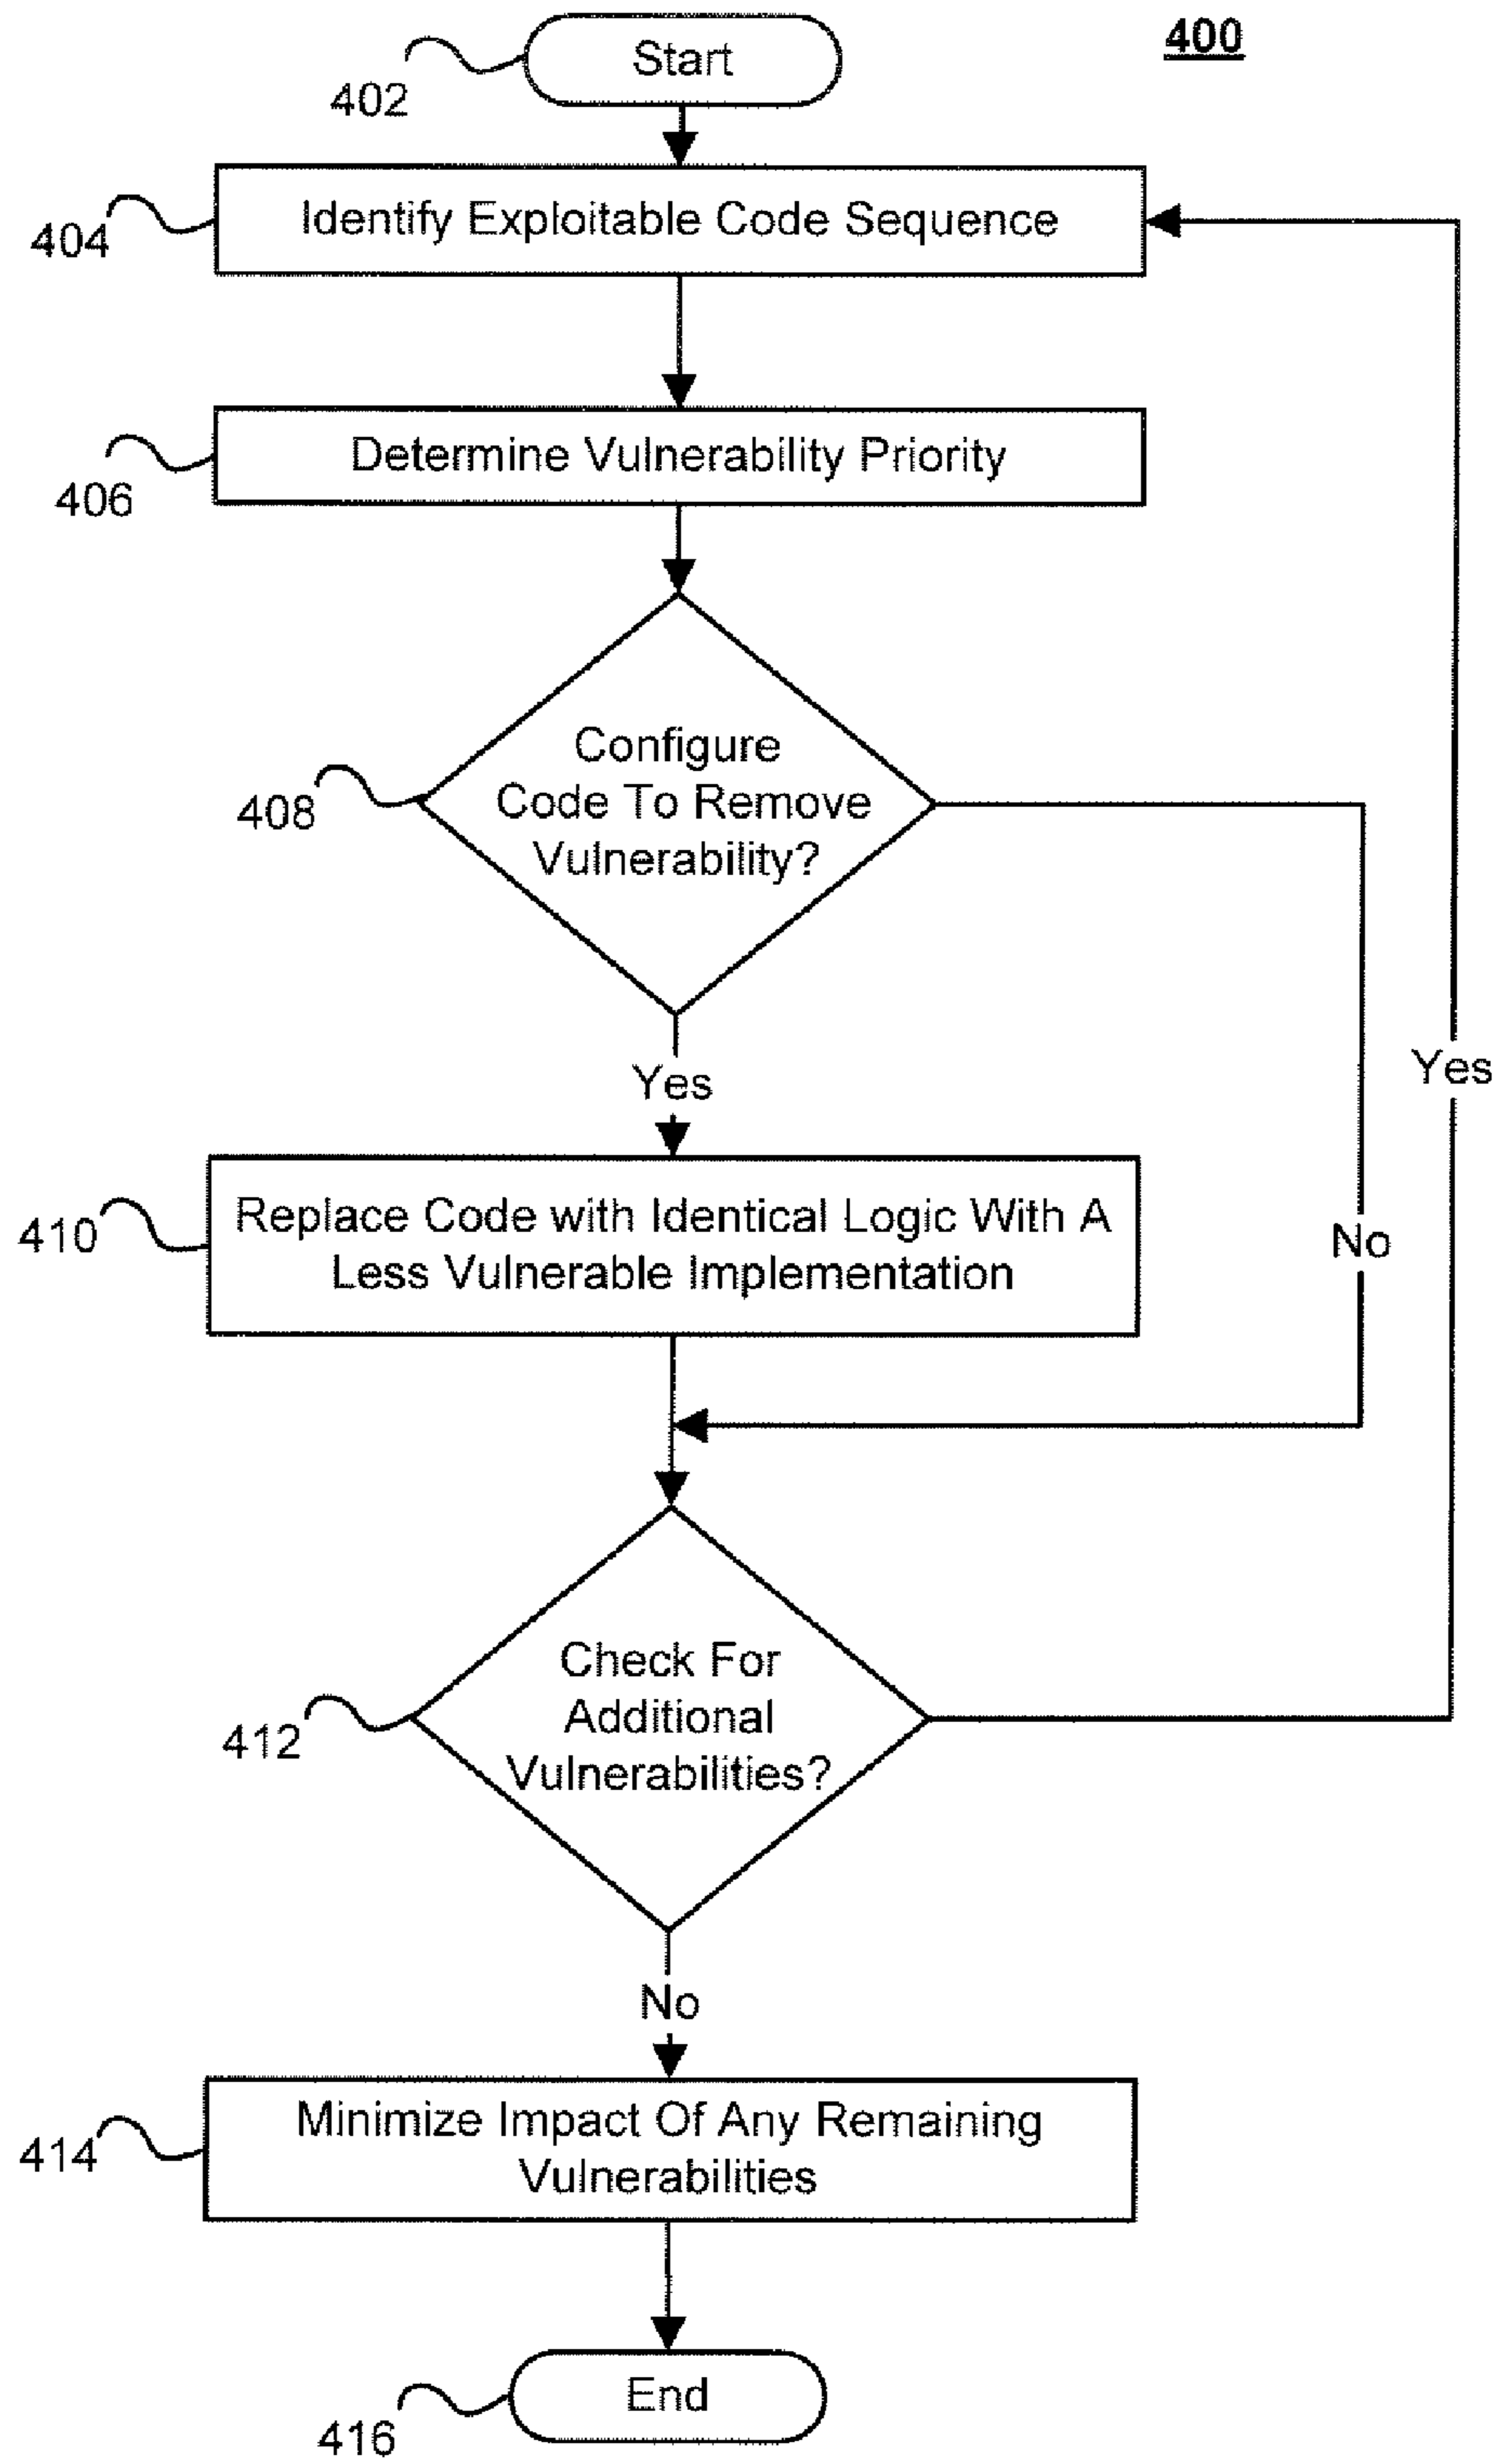 400
Start
402
Identify Exploitable Code Sequence
404
Determine Vulnerability Priority
406
Configure
Code To Remove
Vulnerability?
408
Yes
Yes
Replace Code with Identical Logic With A
Less Vulnerable Implementation
410
No
Check For
Additional
Vulnerabilities?
412
No
Minimize Impact Of Any Remaining
Vulnerabilities
414
End
416